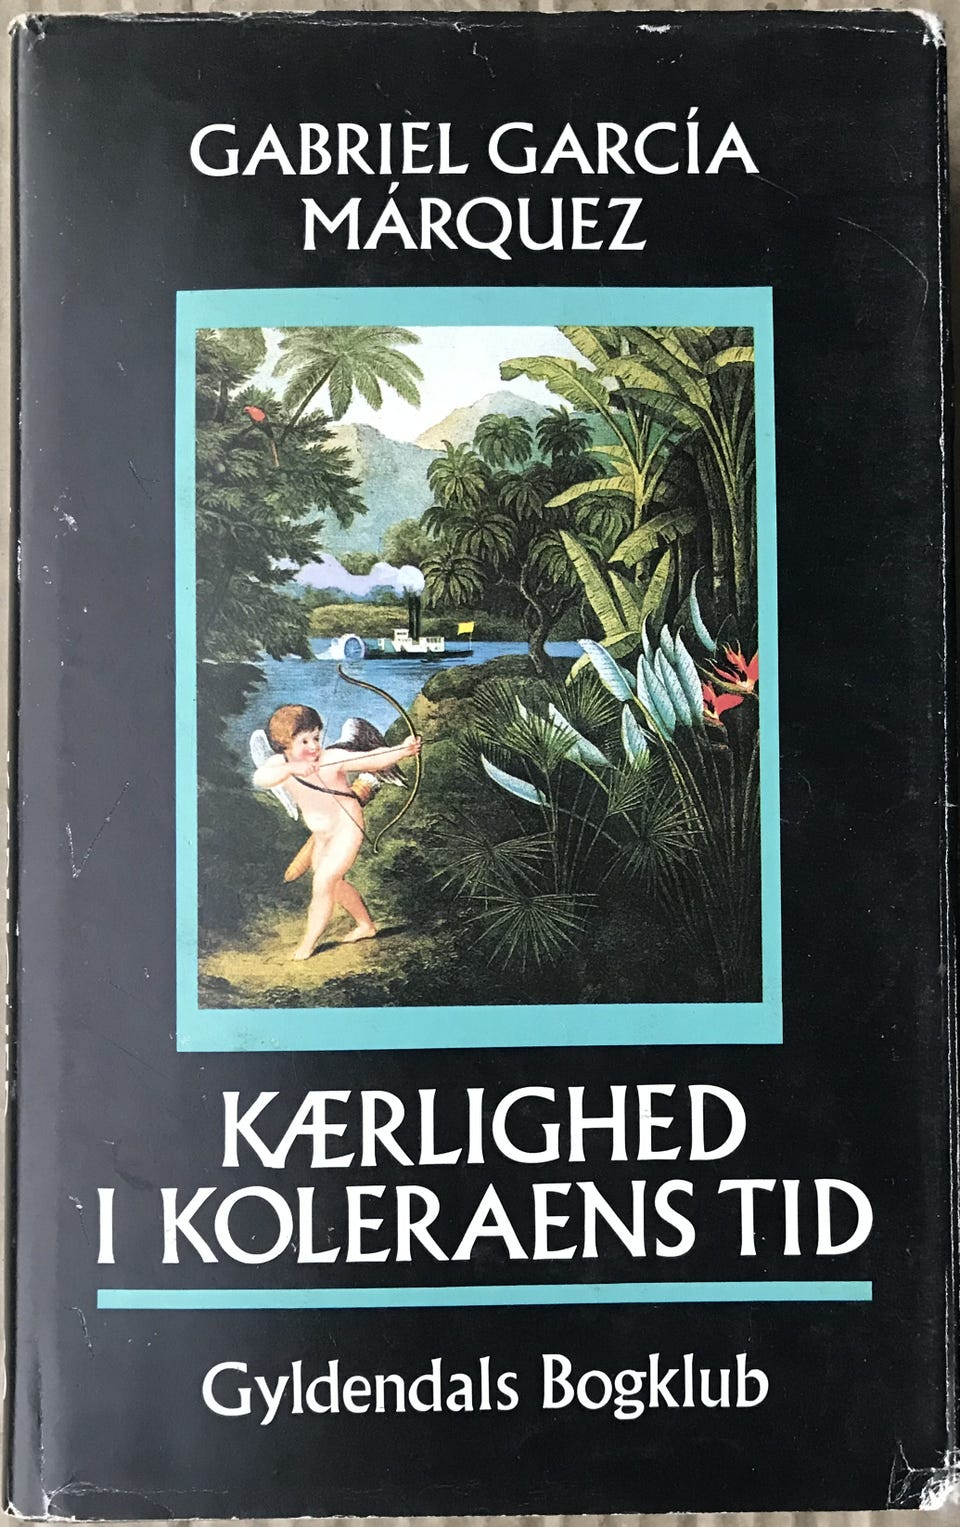 GABRIEL GARCÍA
MÁRQUEZ
KÆRLIGHED
I KOLERAENS TID
Gyldendals Bogklub